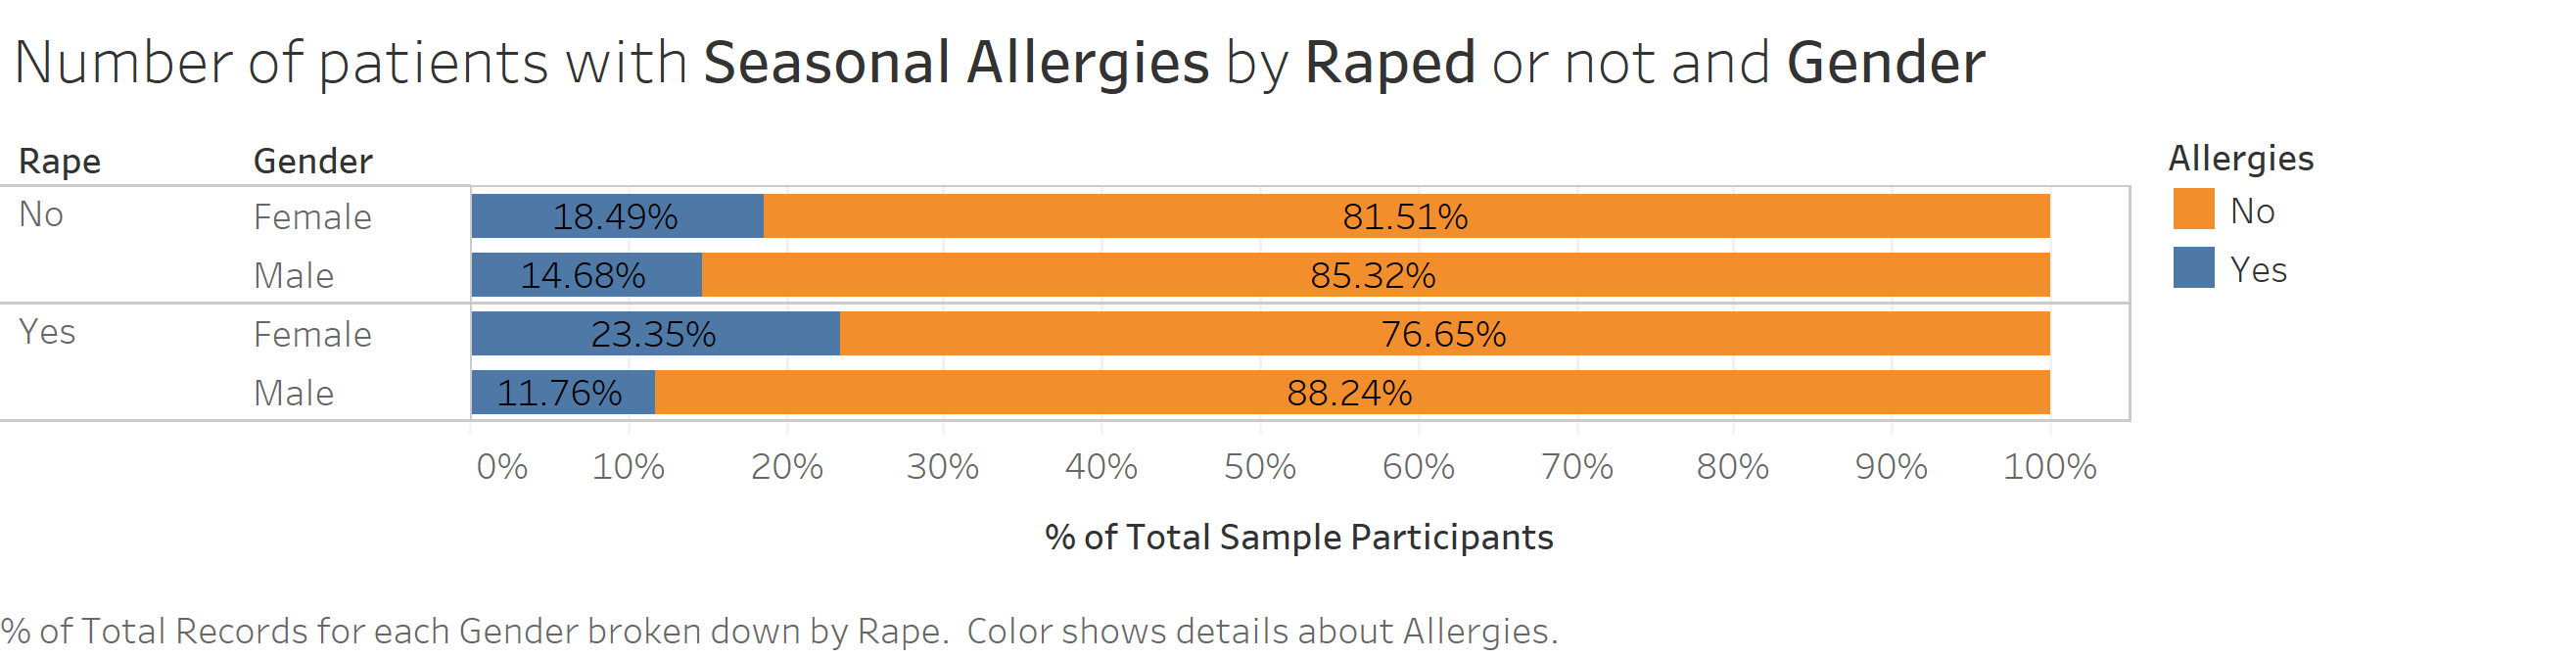 Number of patients with Seasonal Allergies by Raped or not and Gender
Rape Gender Allergies
No Female 18.49% 81.51% No
Male 14.68% 85.32% Yes
Yes Female 23.35% 76.65%
Male 11.76% 88.24%
0% 10% 20% 30% 40% 50% 60% 70% 80% 90% 100%
% of Total Sample Participants
% of Total Records for each Gender broken down by Rape. Color shows details about Allergies.